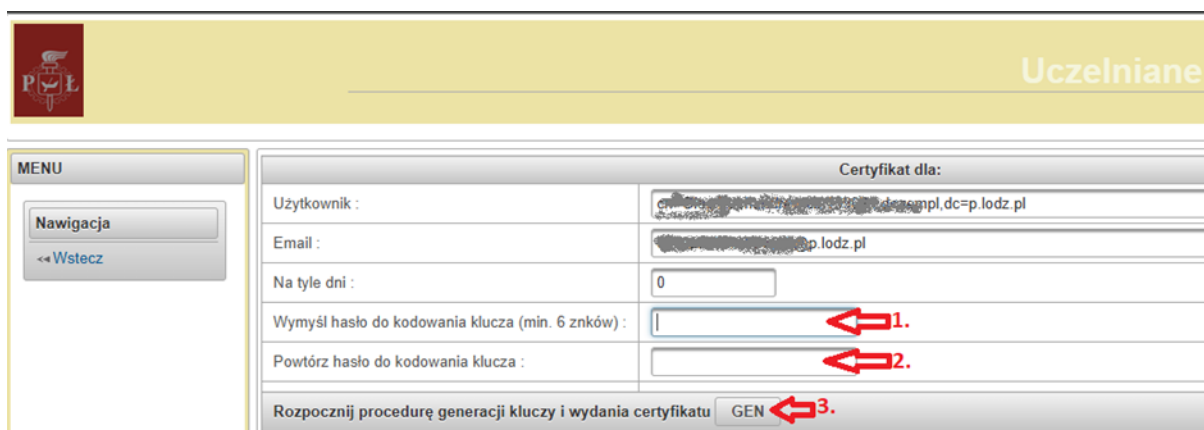 PŁ
Uczelniane
MENU
Certyfikat dla:
Nawigacja
<< Wstecz
Użytkownik :
dc=p.lodz.pl
Email :
p.lodz.pl
Na tyle dni :
0
Wymyśl hasło do kodowania klucza (min. 6 znków) :
1.
Powtórz hasło do kodowania klucza :
2.
Rozpocznij procedurę generacji kluczy i wydania certyfikatu GEN 3.